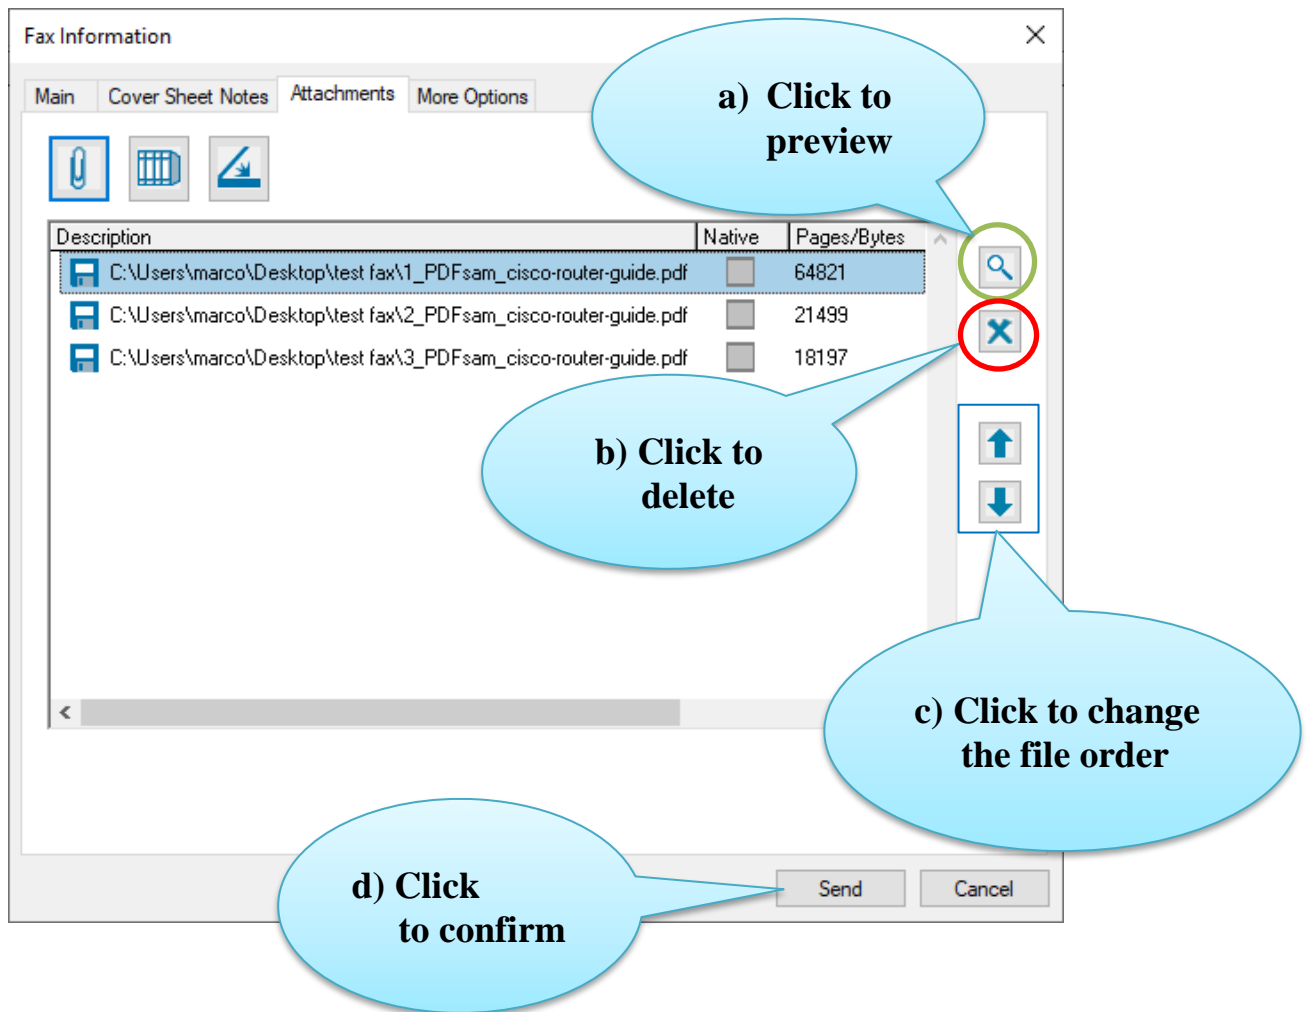 Fax Information
Main Cover Sheet Notes Attachments More Options
a) Click to
preview
Description Native Pages/Bytes
C:\Users\marco\Desktop\test fax\1_PDFsam_cisco-router-guide.pdf 64821
C:\Users\marco\Desktop\test fax\2_PDFsam_cisco-router-guide.pdf 21499
C:\Users\marco\Desktop\test fax\3_PDFsam_cisco-router-guide.pdf 18197
b) Click to
delete
c) Click to change
the file order
d) Click
to confirm
Send Cancel